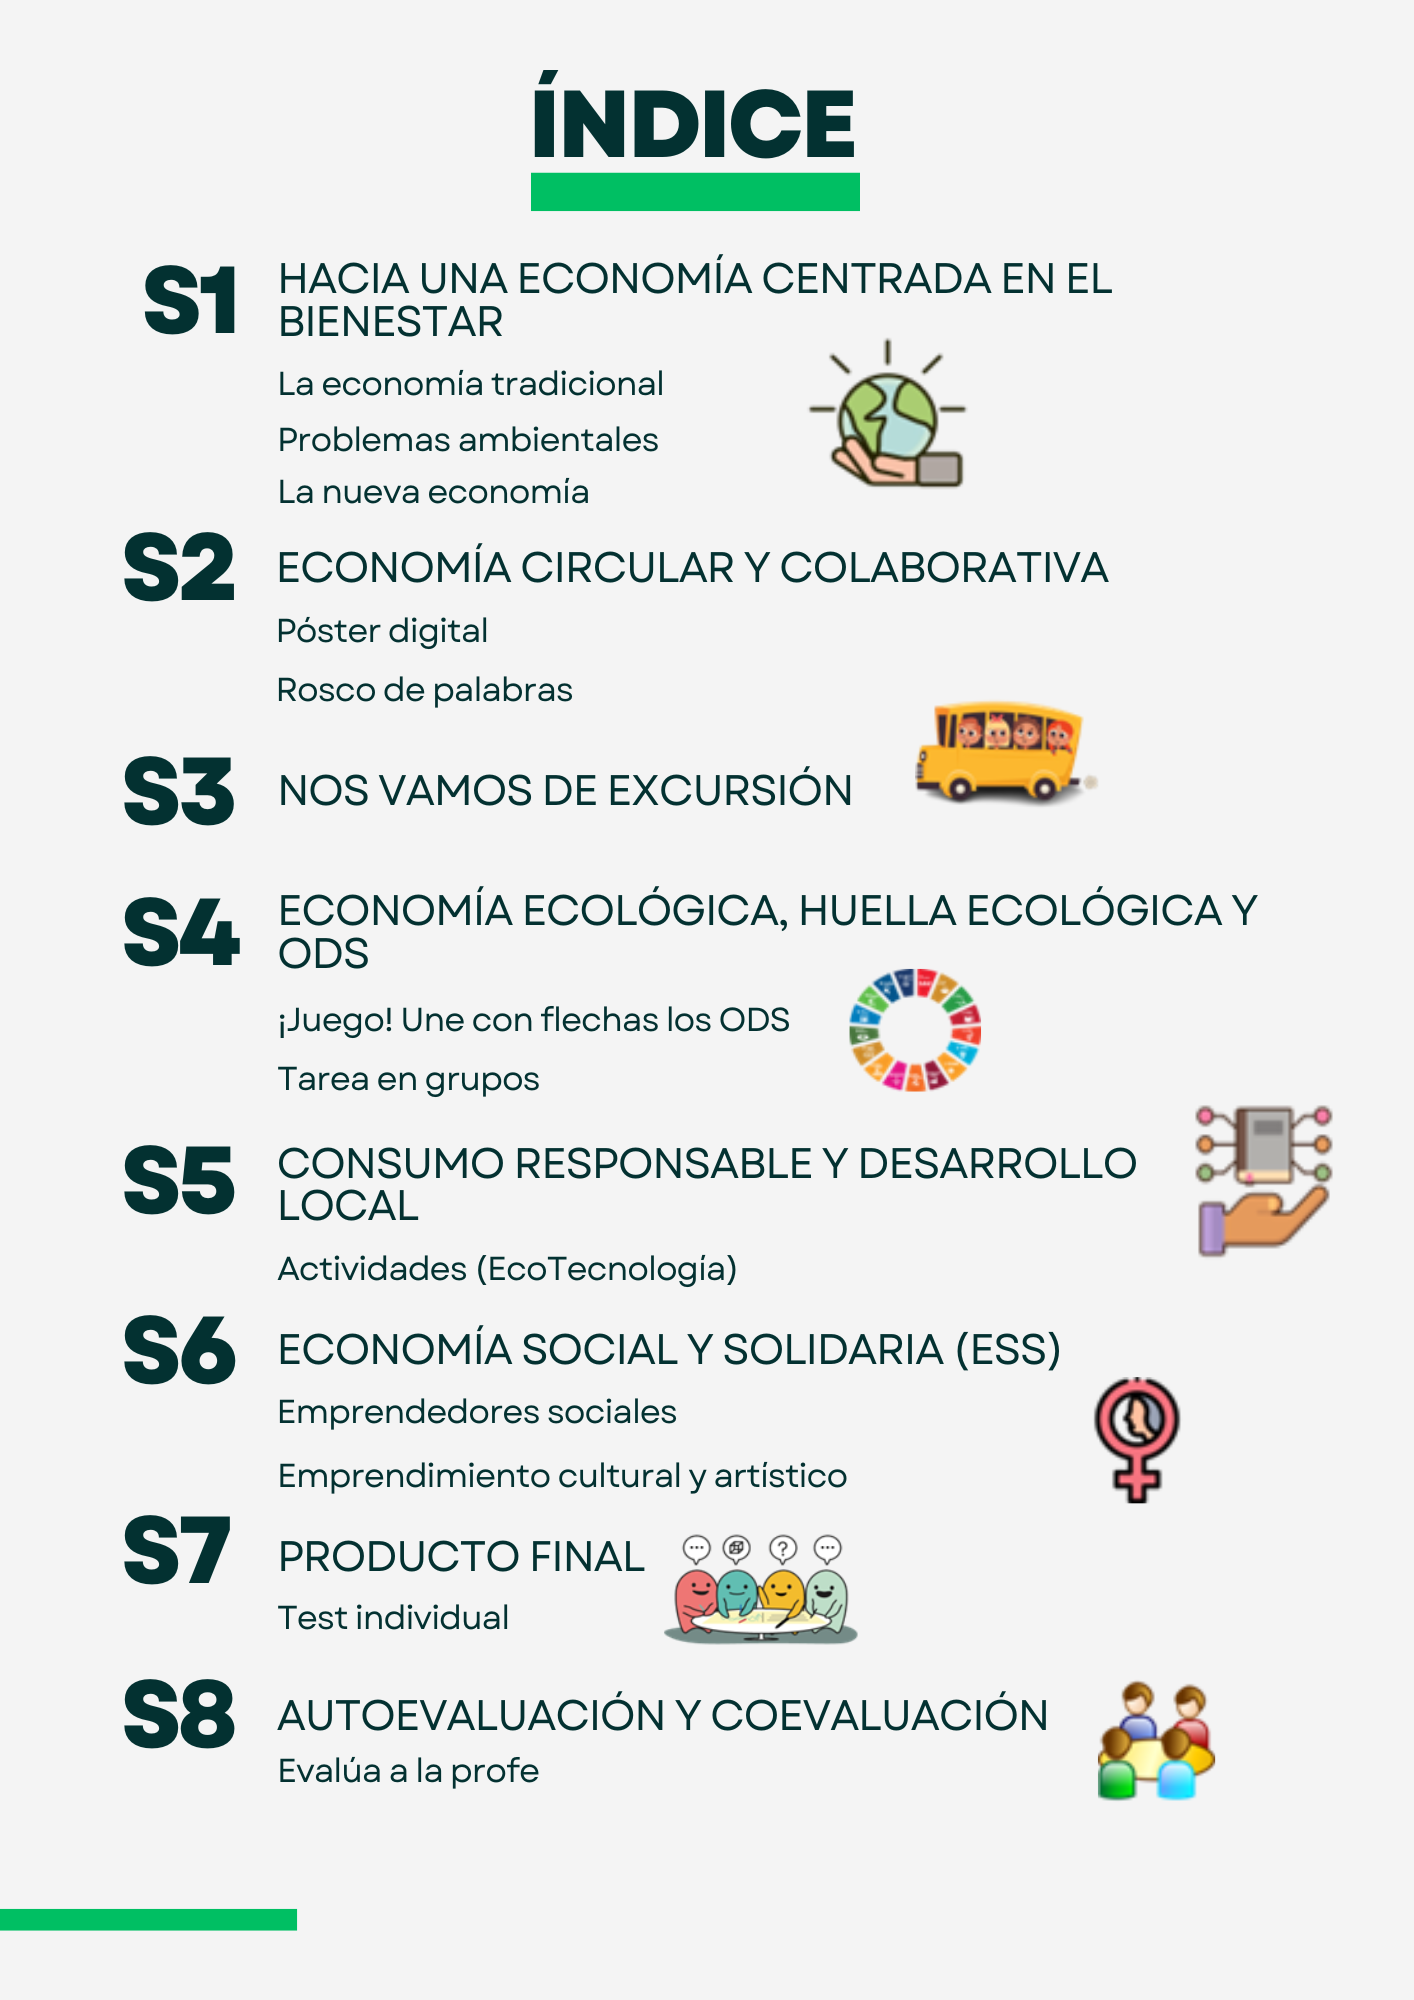 ÍNDICE
S1
HACIA UNA ECONOMÍA CENTRADA EN EL
BIENESTAR
La economía tradicional
Problemas ambientales
La nueva economía
S2
ECONOMÍA CIRCULAR Y COLABORATIVA
Póster digital
Rosco de palabras
S3
NOS VAMOS DE EXCURSIÓN
S4
ECONOMÍA ECOLÓGICA, HUELLA ECOLÓGICA Y
ODS
¡Juego! Une con flechas los ODS
Tarea en grupos
S5
CONSUMO RESPONSABLE Y DESARROLLO
LOCAL
Actividades (EcoTecnología)
S6
ECONOMÍA SOCIAL Y SOLIDARIA (ESS)
Emprendedores sociales
Emprendimiento cultural y artístico
S7
PRODUCTO FINAL
Test individual
S8
AUTOEVALUACIÓN Y COEVALUACIÓN
Evalúa a la profe